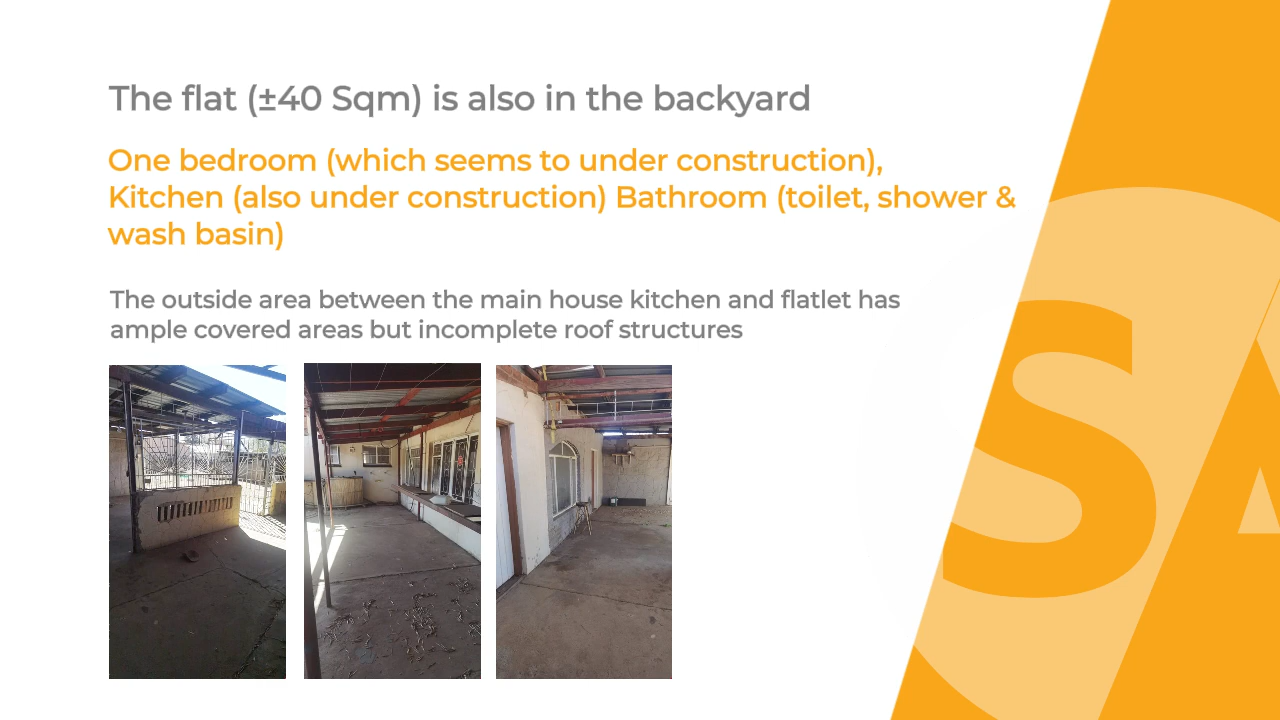 The flat (±40 Sqm) is also in the backyard
One bedroom (which seems to under construction),
Kitchen (also under construction) Bathroom (toilet, shower &
wash basin)
The outside area between the main house kitchen and flatlet has
ample covered areas but incomplete roof structures
SA